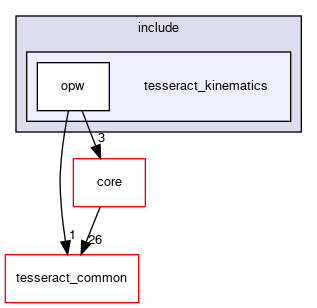 include
opw
tesseract_kinematics
3
core
1
26
tesseract_common